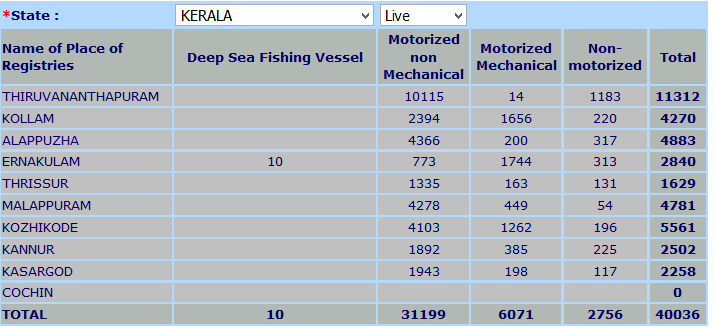 *State : KERALA Live
Name of Place of Registries Deep Sea Fishing Vessel Motorized non Mechanical Motorized Mechanical Non-motorized Total
THIRUVANANTHAPURAM 10115 14 1183 11312
KOLLAM 2394 1656 220 4270
ALAPPUZHA 4366 200 317 4883
ERNAKULAM 10 773 1744 313 2840
THRISSUR 1335 163 131 1629
MALAPPURAM 4278 449 54 4781
KOZHIKODE 4103 1262 196 5561
KANNUR 1892 385 225 2502
KASARGOD 1943 198 117 2258
COCHIN 0
TOTAL 10 31199 6071 2756 40036